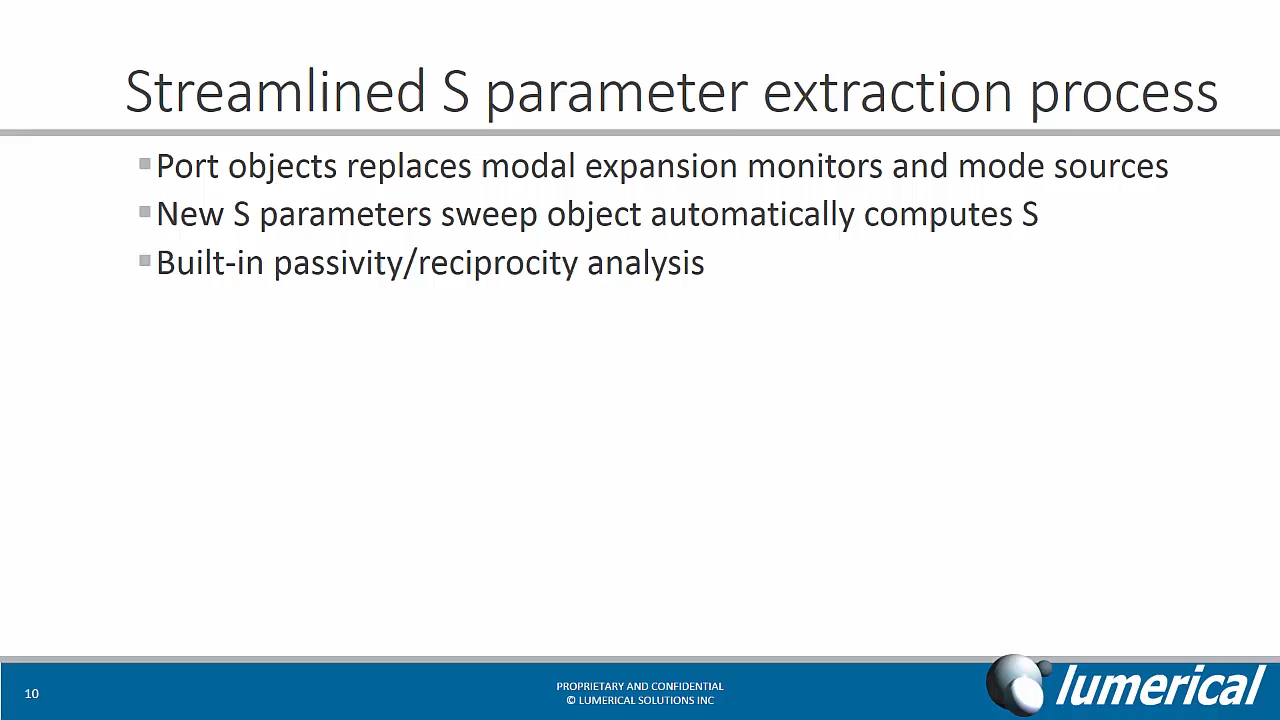 Streamlined S parameter extraction process
Port objects replaces modal expansion monitors and mode sources
New S parameters sweep object automatically computes S
Built-in passivity/reciprocity analysis
10
PROPRIETARY AND CONFIDENTIAL
© LUMERICAL SOLUTIONS INC
lumerical